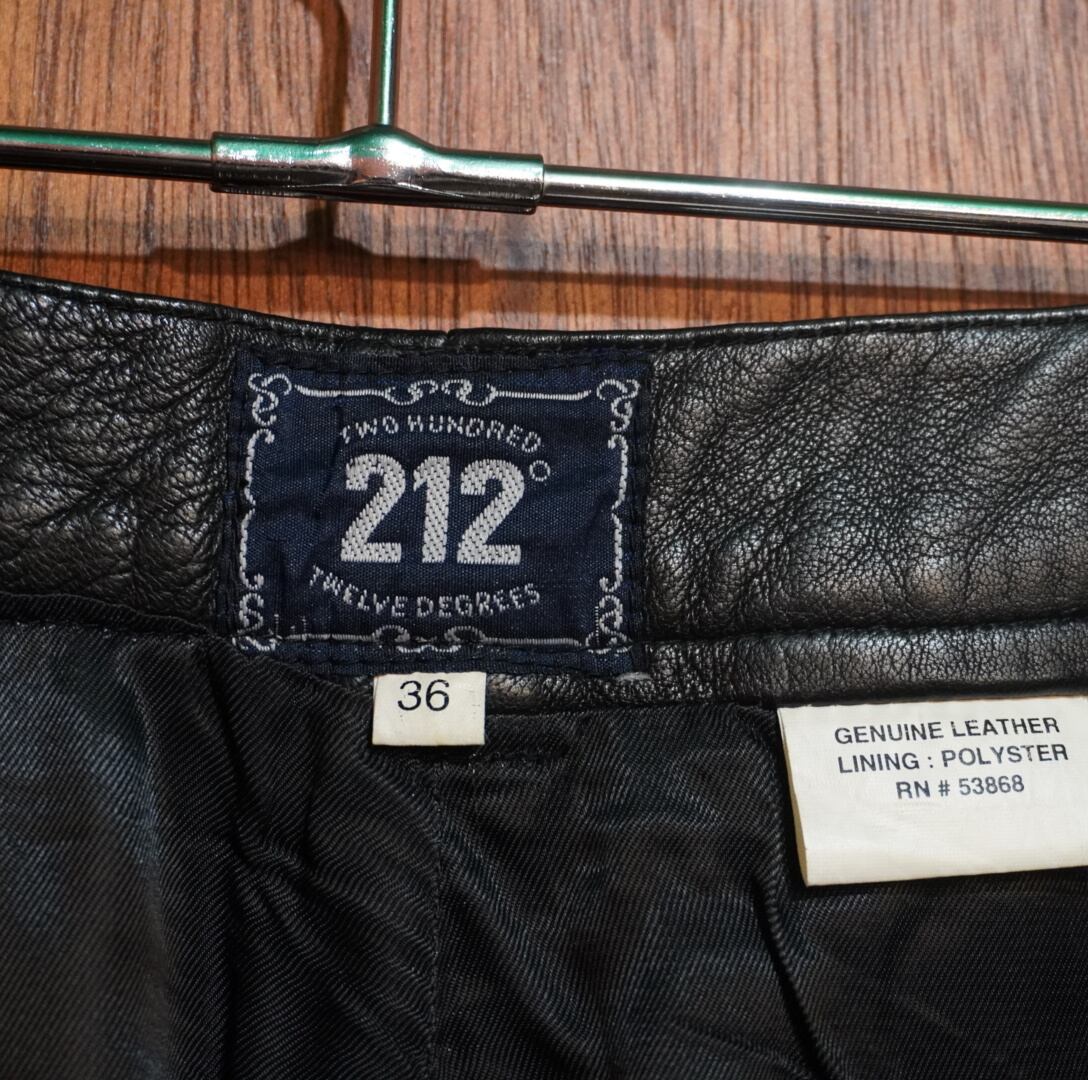 TWO HUNDRED
212°
TWELVE DEGREES
36
GENUINE LEATHER
LINING : POLYSTER
RN # 53868